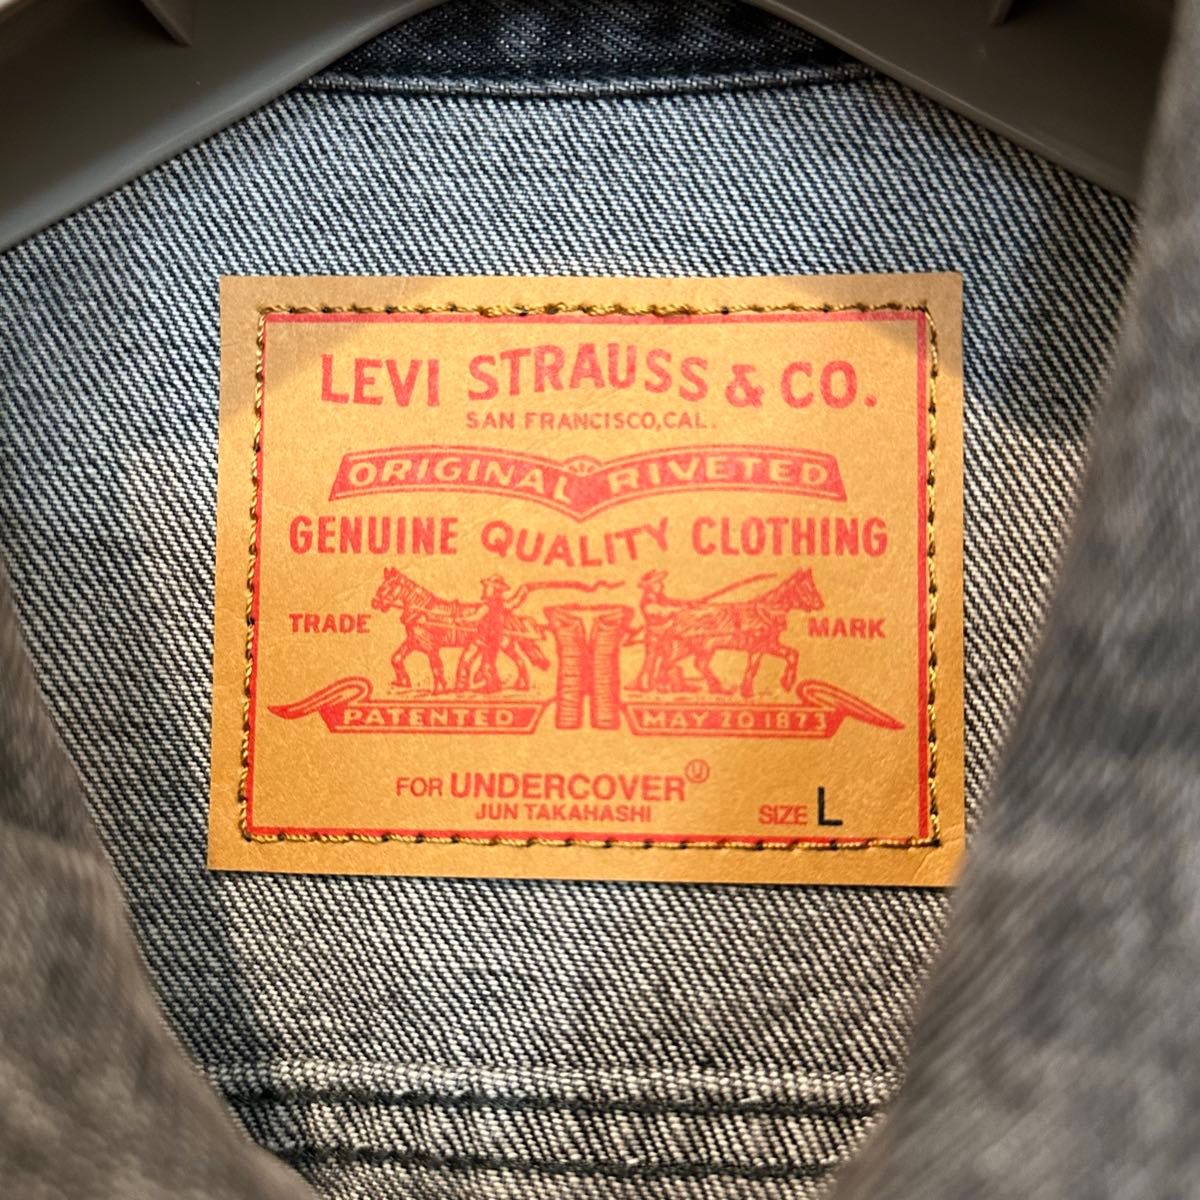 LEVI STRAUSS & CO.
SAN FRANCISCO, CAL.
ORIGINAL RIVETED
GENUINE QUALITY CLOTHING
TRADE MARK
PATENTED MAY 20 1873
FOR UNDERCOVER Ⓤ
JUN TAKAHASHI
SIZE L